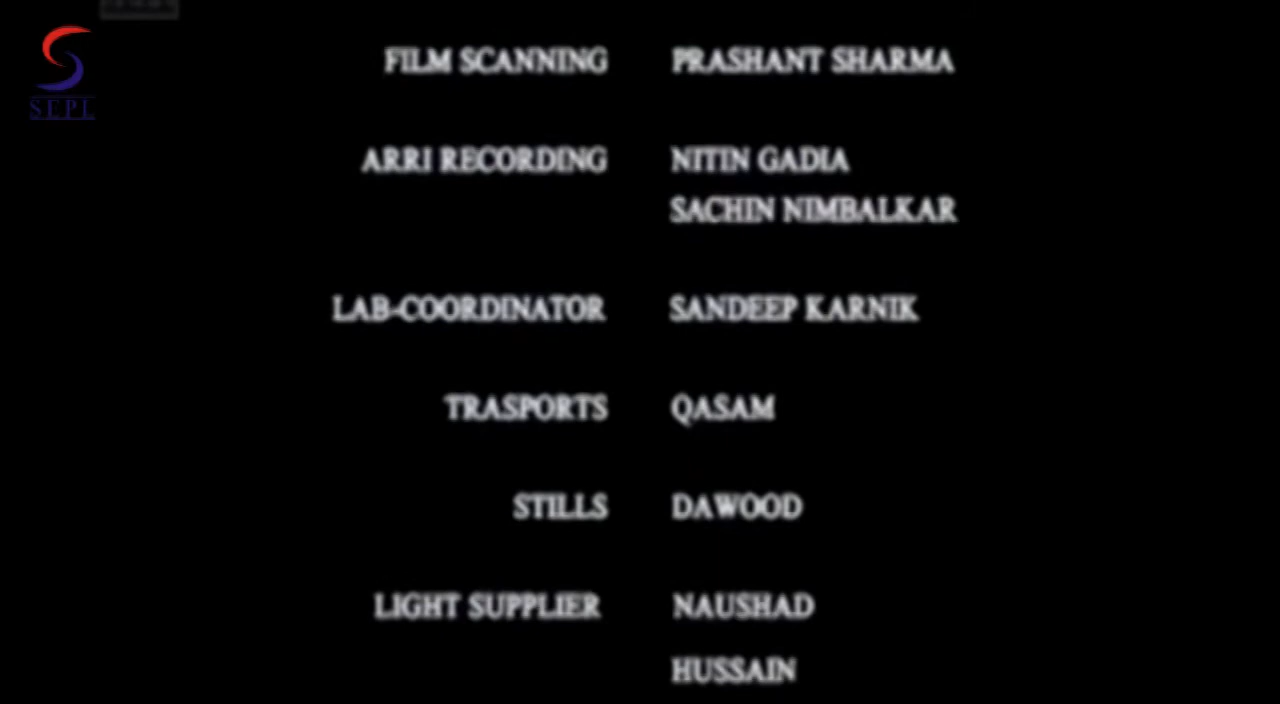 SEPL
FILM SCANNING PRASHANT SHARMA
ARRI RECORDING NITIN GADIA
SACHIN NIMBALKAR
LAB-COORDINATOR SANDEEP KARNIK
TRASPORTS QASAM
STILLS DAWOOD
LIGHT SUPPLIER NAUSHAD
HUSSAIN